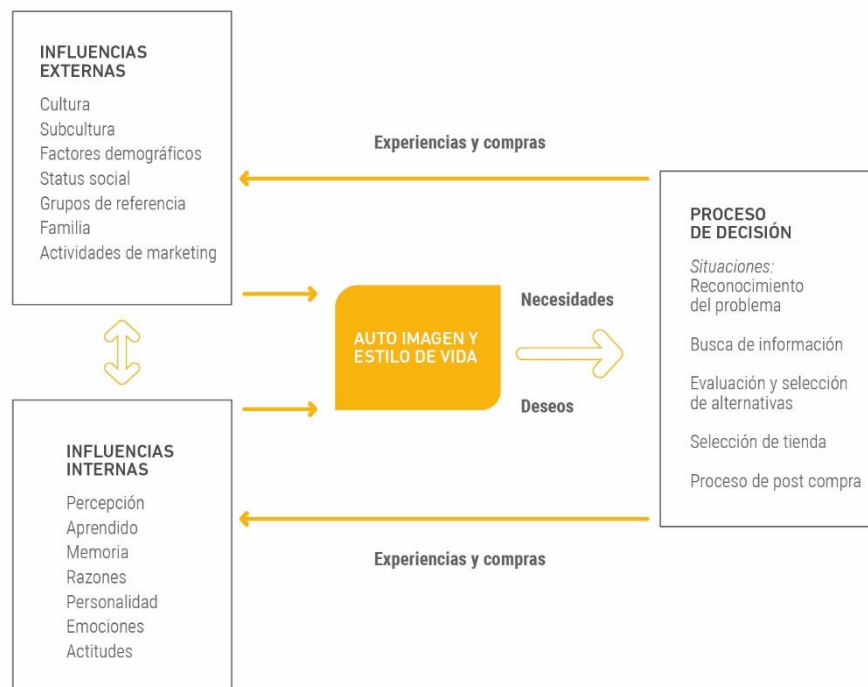 INFLUENCIAS
EXTERNAS
Cultura
Subcultura
Factores demográficos
Status social
Grupos de referencia
Familia
Actividades de marketing
Experiencias y compras
AUTO IMAGEN Y
ESTILO DE VIDA
Necesidades
Deseos
PROCESO
DE DECISIÓN
Situaciones:
Reconocimiento
del problema
Busca de información
Evaluación y selección
de alternativas
Selección de tienda
Proceso de post compra
INFLUENCIAS
INTERNAS
Percepción
Aprendido
Memoria
Razones
Personalidad
Emociones
Actitudes
Experiencias y compras